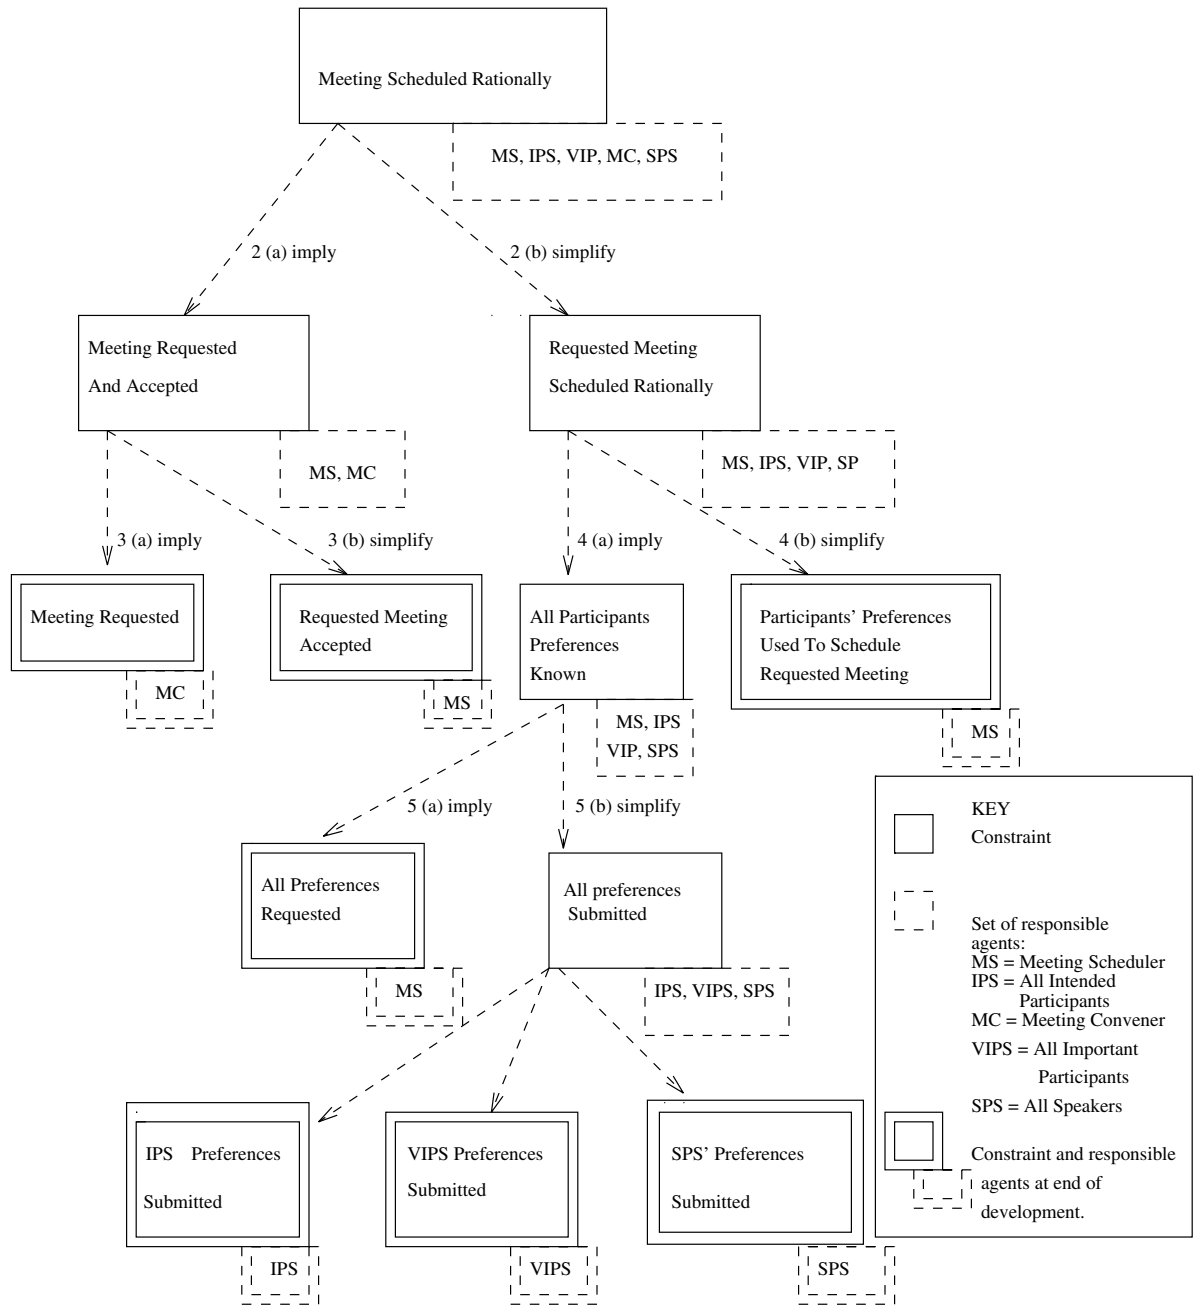 Meeting Scheduled Rationally
MS, IPS, VIP, MC, SPS
2 (a) imply
2 (b) simplify
Meeting Requested
And Accepted
MS, MC
Requested Meeting
Scheduled Rationally
MS, IPS, VIP, SP
3 (a) imply
3 (b) simplify
4 (a) imply
4 (b) simplify
Meeting Requested
MC
Requested Meeting
Accepted
MS
All Participants
Preferences
Known
MS, IPS
VIP, SPS
Participants' Preferences
Used To Schedule
Requested Meeting
MS
5 (a) imply
5 (b) simplify
All Preferences
Requested
MS
All preferences
Submitted
IPS, VIPS, SPS
IPS Preferences
Submitted
IPS
VIPS Preferences
Submitted
VIPS
SPS' Preferences
Submitted
SPS
KEY
Constraint
Set of responsible
agents:
MS = Meeting Scheduler
IPS = All Intended
Participants
MC = Meeting Convener
VIPS = All Important
Participants
SPS = All Speakers
Constraint and responsible
agents at end of
development.